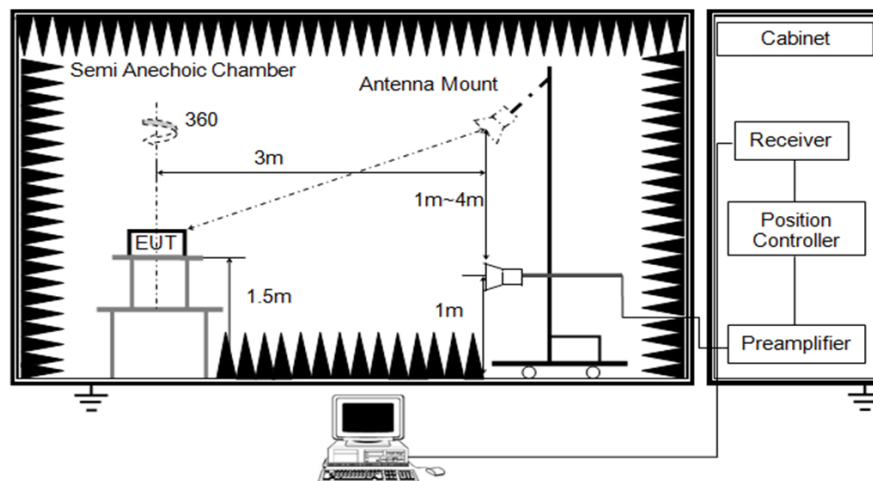 Semi Anechoic Chamber
Antenna Mount
360
3m
1m~4m
EUT
1.5m
1m
Cabinet
Receiver
Position
Controller
Preamplifier